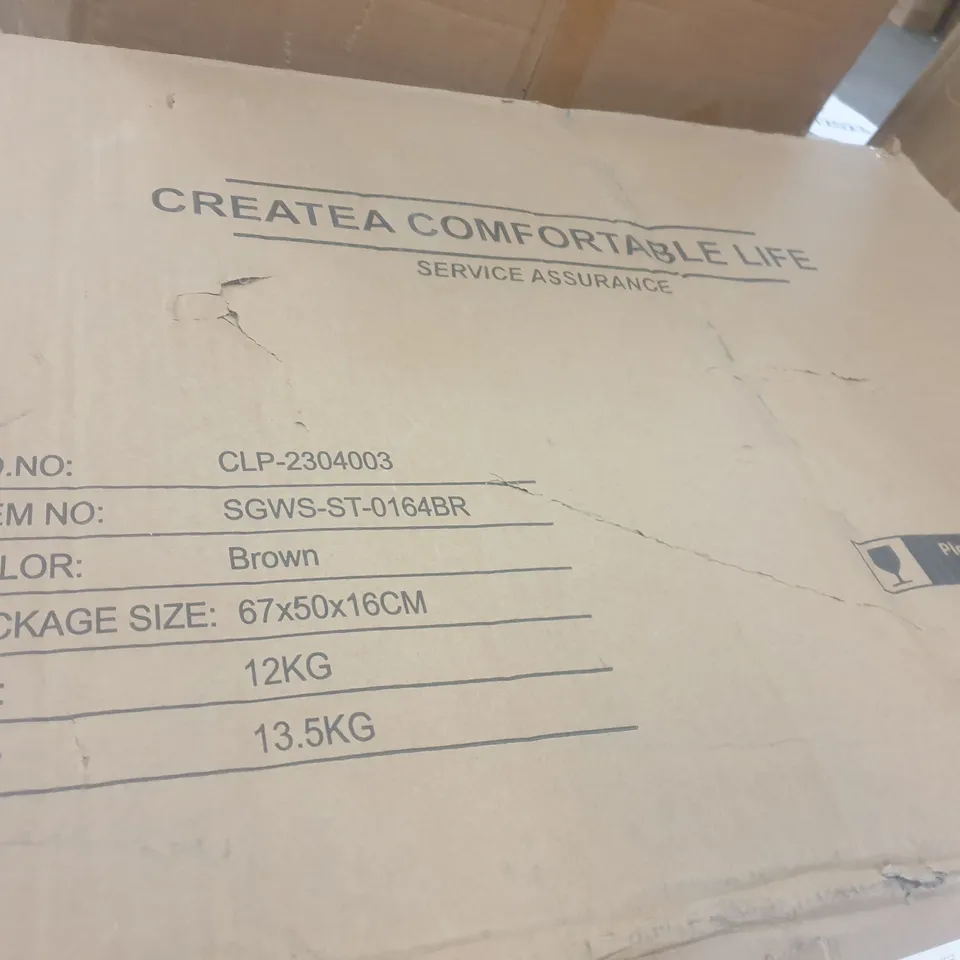 CREATEA COMFORTABLE LIFE
SERVICE ASSURANCE
.NO: CLP-2304003
EM NO: SGWS-ST-0164BR
LOR: Brown
CKAGE SIZE: 67x50x16CM
: 12KG
13.5KG